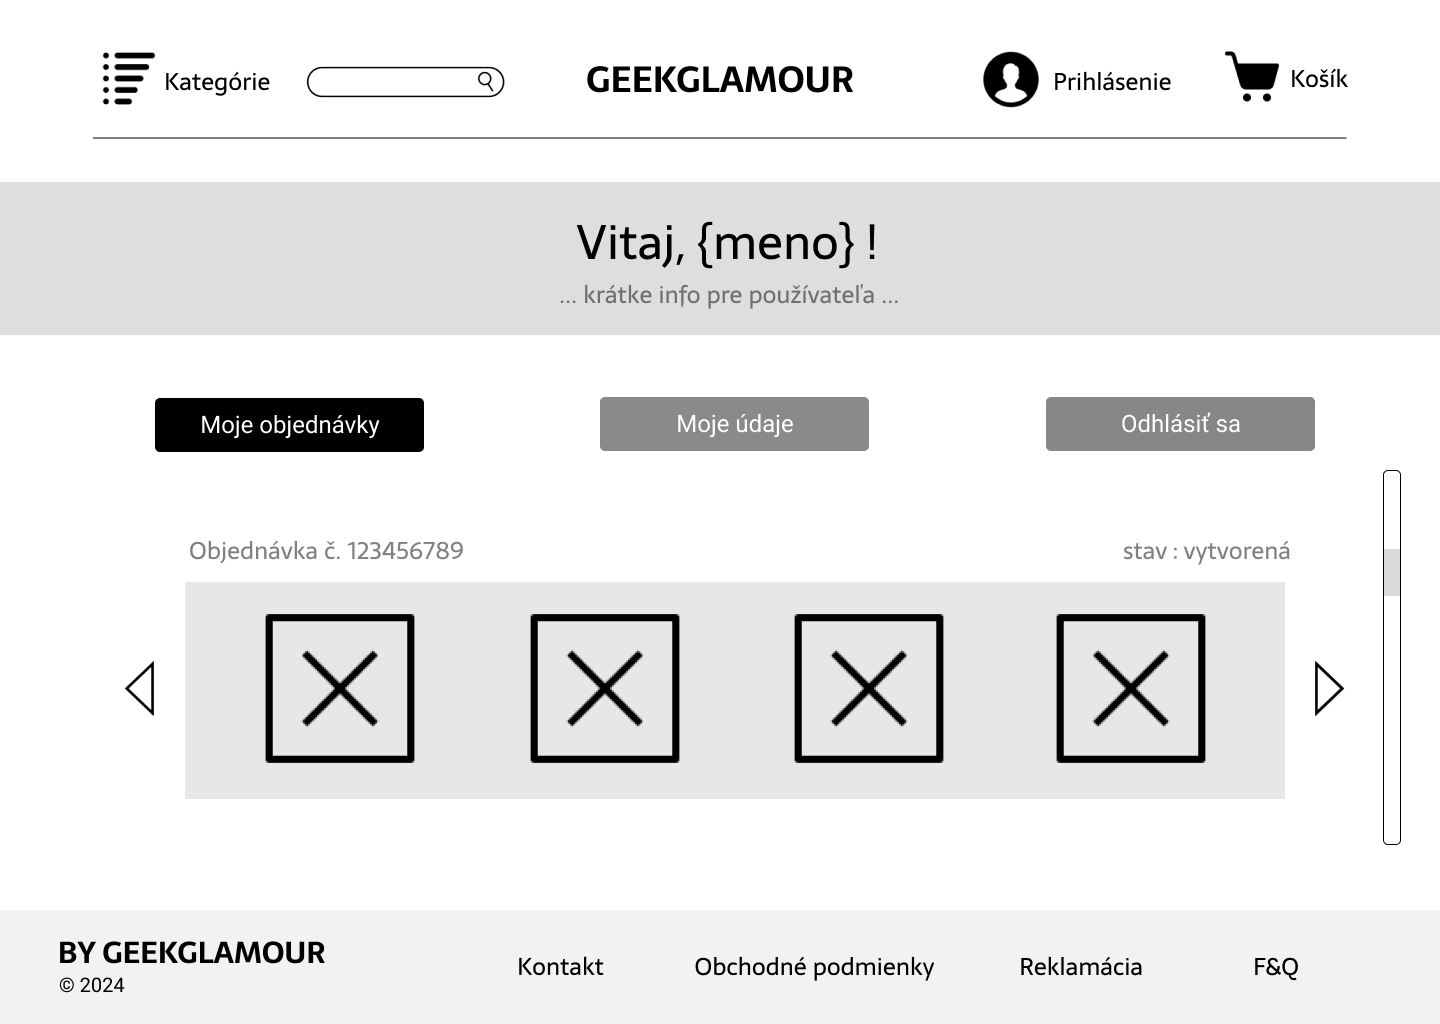 Kategórie
GEEKGLAMOUR
Prihlásenie
Košík
Vitaj, {meno} !
... krátke info pre používateľa ...
Moje objednávky
Moje údaje
Odhlásiť sa
Objednávka č. 123456789
stav : vytvorená
BY GEEKGLAMOUR
© 2024
Kontakt
Obchodné podmienky
Reklamácia
F&Q